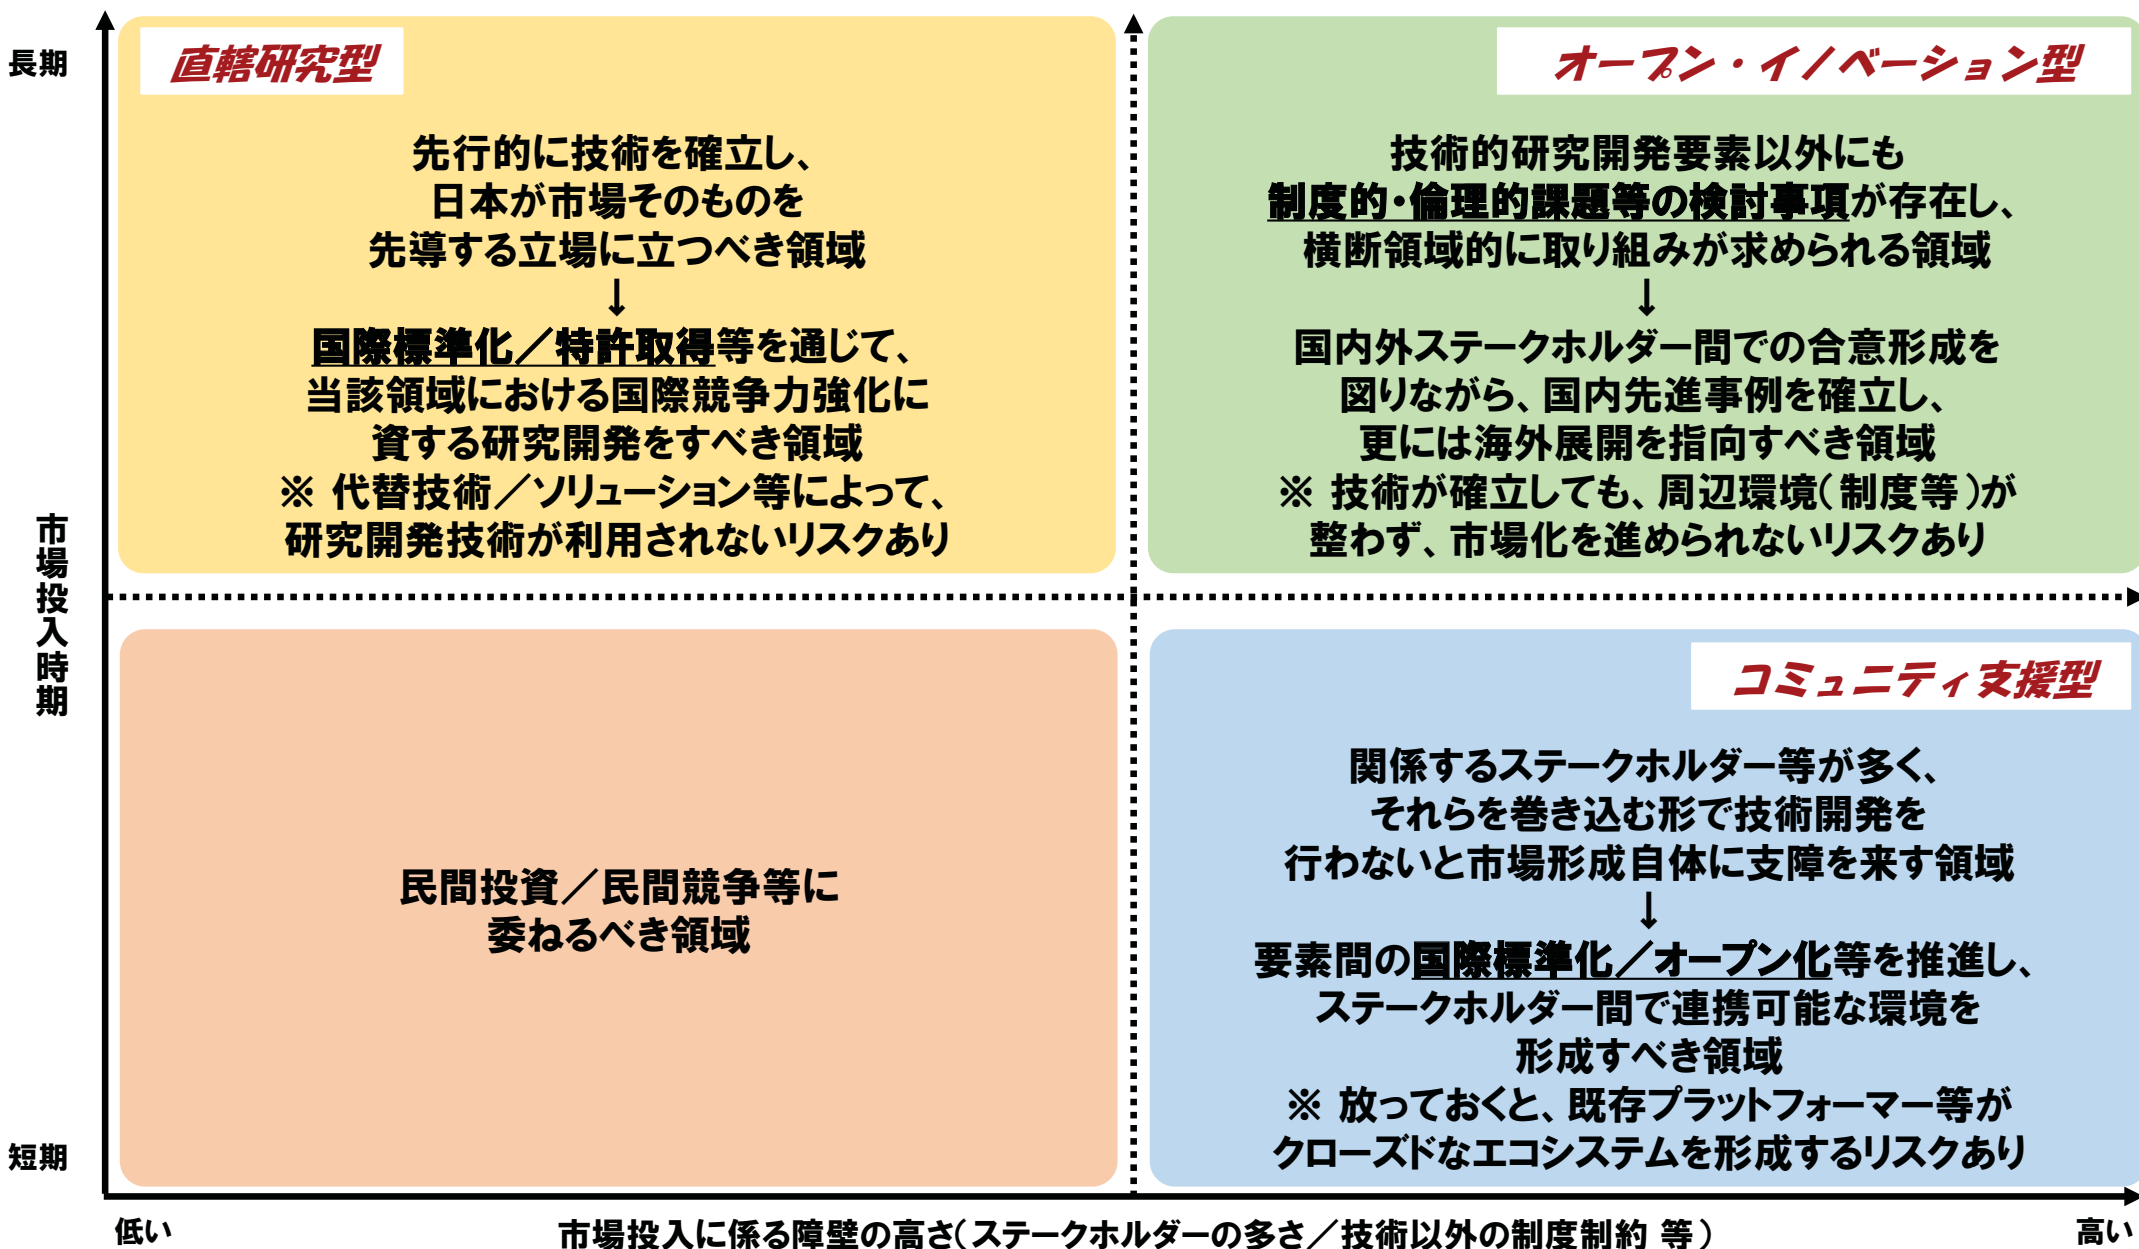 長期
直轄研究型
先行的に技術を確立し、
日本が市場そのものを
先導する立場に立つべき領域
↓
国際標準化／特許取得等を通じて、
当該領域における国際競争力強化に
資する研究開発をすべき領域
※ 代替技術／ソリューション等によって、
研究開発技術が利用されないリスクあり
オープン・イノベーション型
技術的研究開発要素以外にも
制度的・倫理的課題等の検討事項が存在し、
横断領域的に取り組みが求められる領域
↓
国内外ステークホルダー間での合意形成を
図りながら、国内先進事例を確立し、
更には海外展開を指向すべき領域
※ 技術が確立しても、周辺環境（制度等）が
整わず、市場化を進められないリスクあり
市場投入時期
民間投資／民間競争等に
委ねるべき領域
コミュニティ支援型
関係するステークホルダー等が多く、
それらを巻き込む形で技術開発を
行わないと市場形成自体に支障を来す領域
↓
要素間の国際標準化／オープン化等を推進し、
ステークホルダー間で連携可能な環境を
形成すべき領域
※ 放っておくと、既存プラットフォーマー等が
クローズドなエコシステムを形成するリスクあり
短期
低い
市場投入に係る障壁の高さ（ステークホルダーの多さ／技術以外の制度制約 等）
高い